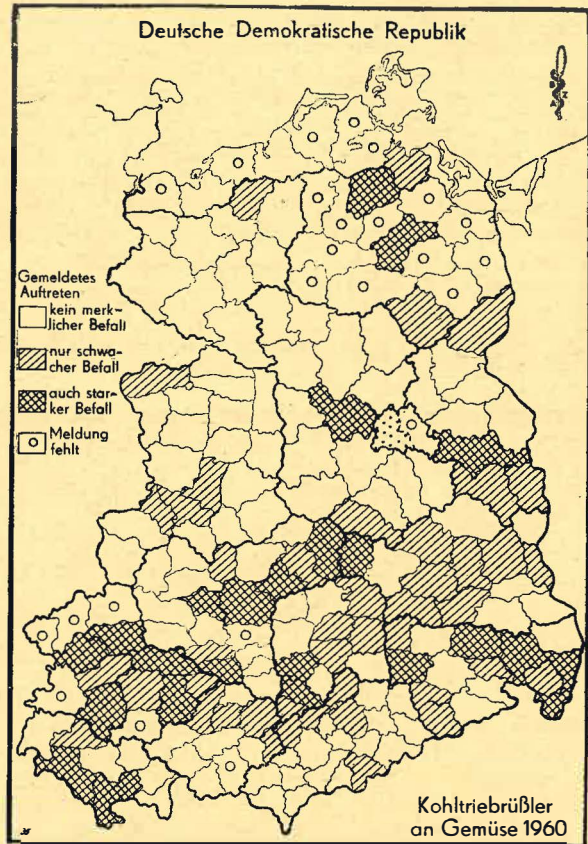 Deutsche Demokratische Republik
Gemeldetes
Auftreten
kein merk-
licher Befall
nur schwa-
cher Befall
auch star-
ker Befall
Meldung
fehlt
Kohltriebrüßler
an Gemüse 1960